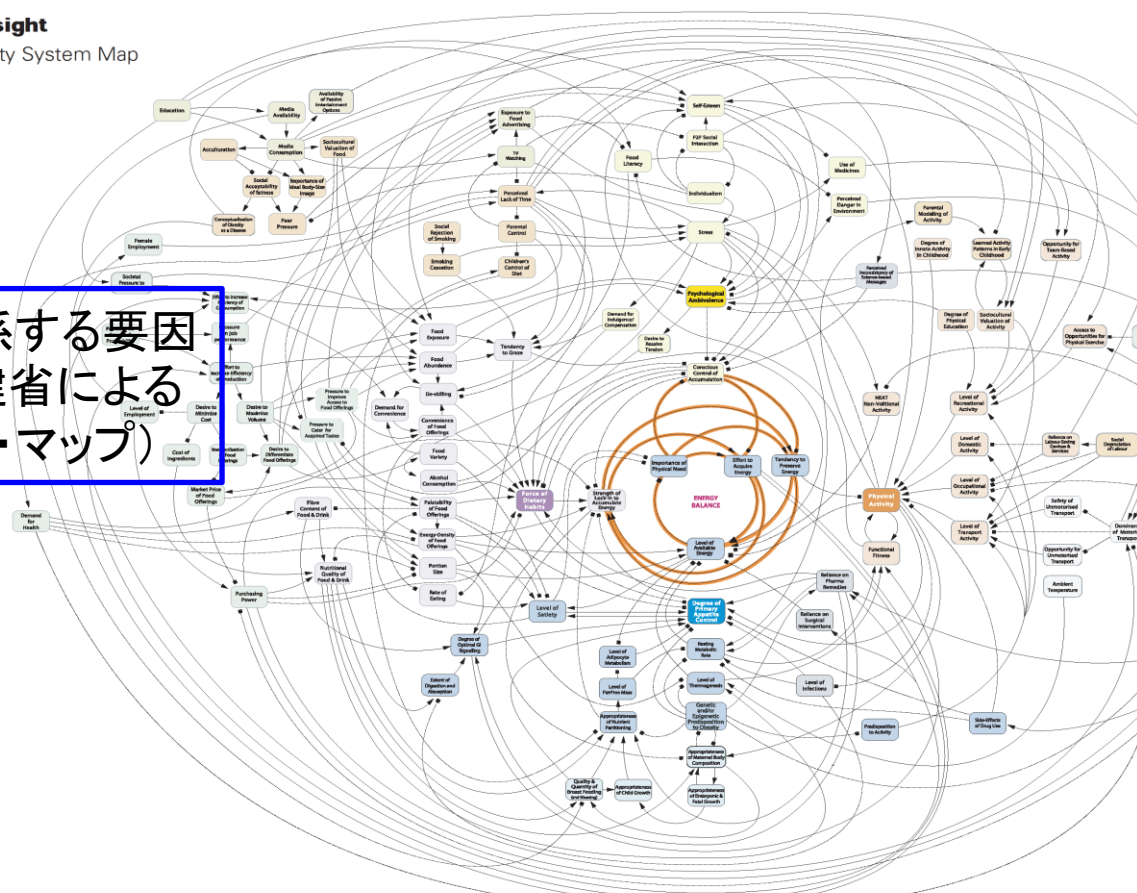 sight
ty System Map
Education
Media
Availability
Availability
of Passive
Entertainment
Options
Acculturation
Media
Consumption
Sociocultural
Valuation of
Food
Social
Acceptability
of fatness
Importance of
Ideal Body-Size
Image
Conceptualisation
of Obesity
as a Disease
Peer
Pressure
Exposure to
Food
Advertising
TV
Watching
Perceived
Lack of Time
Parental
Control
Children's
Control of
Diet
Social
Rejection
of Smoking
Smoking
Cessation
Self-Esteem
F2F Social
Interaction
Food
Literacy
Individualism
Stress
Use of
Medicines
Perceived
Danger in
Environment
Parental
Modelling of
Activity
Degree of
Innate Activity
in Childhood
Learned Activity
Patterns in Early
Childhood
Opportunity for
Team-Based
Activity
Perceived
Inconsistency of
Science-based
Messages
Female
Employment
Societal
Pressure to
係する要因
省による
・マップ）
Level of
Employment
Desire to
Minimise
Cost
Desire to
Maximise
Volume
Pressure to
Improve
Access to
Food Offerings
Pressure to
Cater for
Acquired Tastes
Cost of
Ingredients
Desire to
Differentiate
Food Offerings
Market Price
of Food
Offerings
Demand
for
Health
Purchasing
Power
Fibre
Content of
Food & Drink
Nutritional
Quality of
Food & Drink
Demand for
Convenience
Food
Exposure
Food
Abundance
De-skilling
Convenience
of Food
Offerings
Food
Variety
Alcohol
Consumption
Palatability
of Food
Offerings
Energy-Density
of Food
Offerings
Portion
Size
Rate of
Eating
Tendency
to Graze
Force of
Dietary
Habits
Psychological
Ambivalence
Demand for
Indulgence/
Compensation
Desire to
Resolve
Tension
Conscious
Control of
Accumulation
Importance of
Physical Need
Effort to
Acquire
Energy
Tendency to
Preserve
Energy
Strength of
Lock-in to
Accumulate
Energy
ENERGY
BALANCE
Level of
Available
Energy
Physical
Activity
Functional
Fitness
NEAT
Non-Volitional
Activity
Degree of
Physical
Education
Sociocultural
Valuation of
Activity
Access to
Opportunities for
Physical Exercise
Level of
Recreational
Activity
Level of
Domestic
Activity
Level of
Occupational
Activity
Level of
Transport
Activity
Reliance on
Labour-Saving
Devices &
Services
Social
Depreciation
of Labour
Safety of
Unmotorised
Transport
Opportunity for
Unmotorised
Transport
Ambient
Temperature
Level of
Satiety
Degree of
Primary
Appetite
Control
Reliance on
Pharma
Remedies
Reliance on
Surgical
Interventions
Degree of
Optimal GI
Signalling
Extent of
Digestion and
Absorption
Level of
Adipocyte
Metabolism
Level of
Fat-Free Mass
Appropriateness
of Nutrient
Partitioning
Resting
Metabolic
Rate
Level of
Thermogenesis
Genetic
and/or
Epigenetic
Predisposition
to Obesity
Level of
Infections
Predisposition
to Activity
Side-Effects
of Drug Use
Appropriateness
of Maternal Body
Composition
Quality &
Quantity of
Breast Feeding
Appropriateness
of Child Growth
Appropriateness
of Embryonic &
Fetal Growth